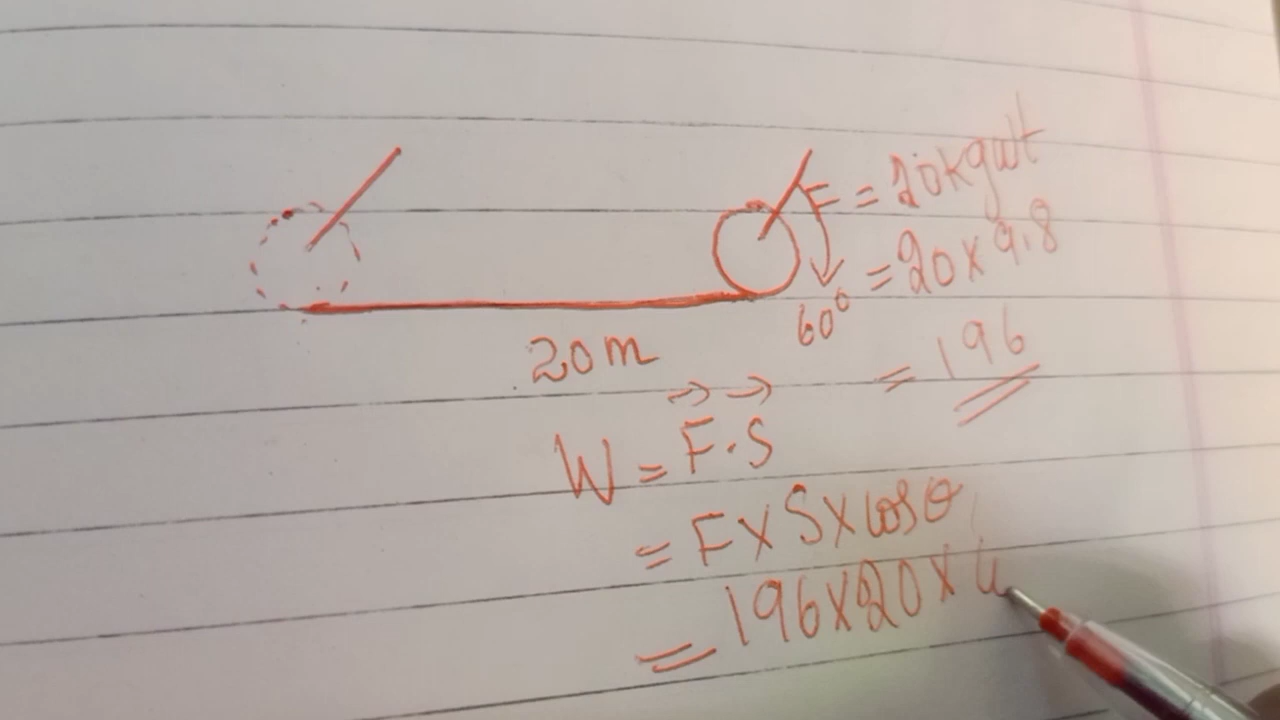 F = 20kgwt
= 20 × 9.8
60°
= 196
20m
W = F·S
= F × S × cosθ
= 196 × 20 ×